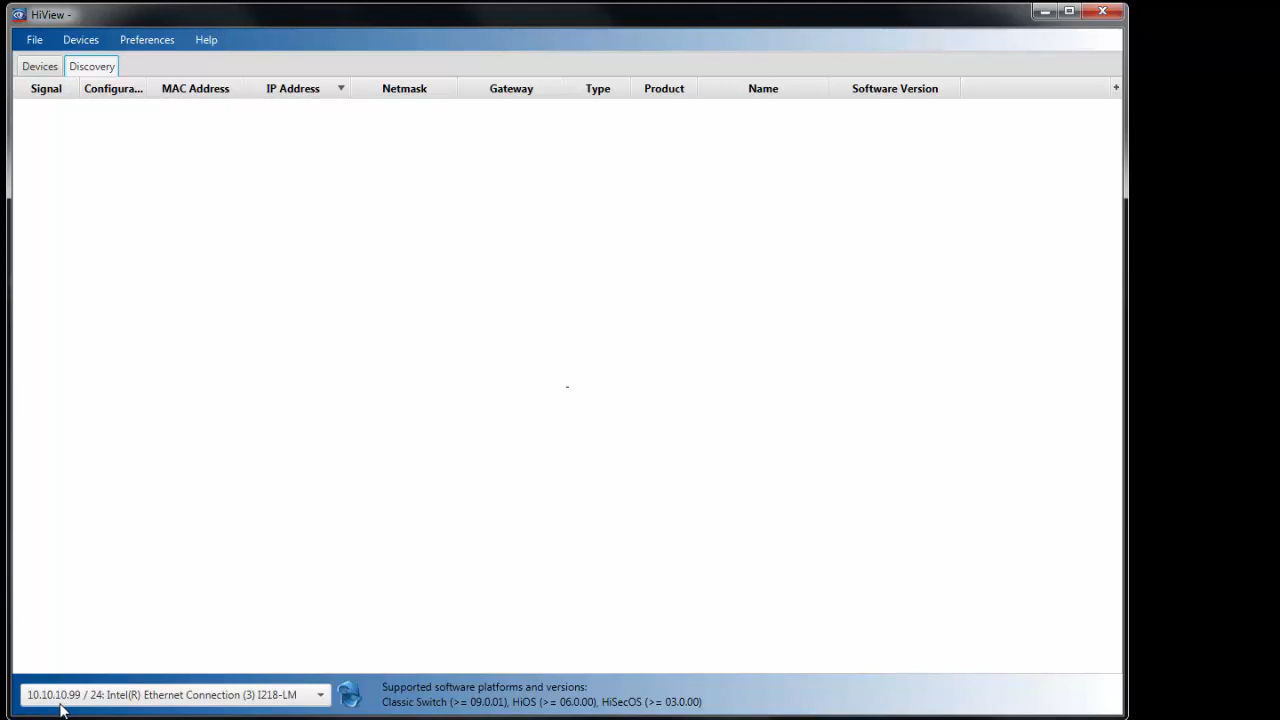 HiView -
File Devices Preferences Help
Devices Discovery
Signal Configura... MAC Address IP Address Netmask Gateway Type Product Name Software Version +
-
10.10.10.99 / 24: Intel(R) Ethernet Connection (3) I218-LM
Supported software platforms and versions:
Classic Switch (>= 09.0.01), HiOS (>= 06.0.00), HiSecOS (>= 03.0.00)